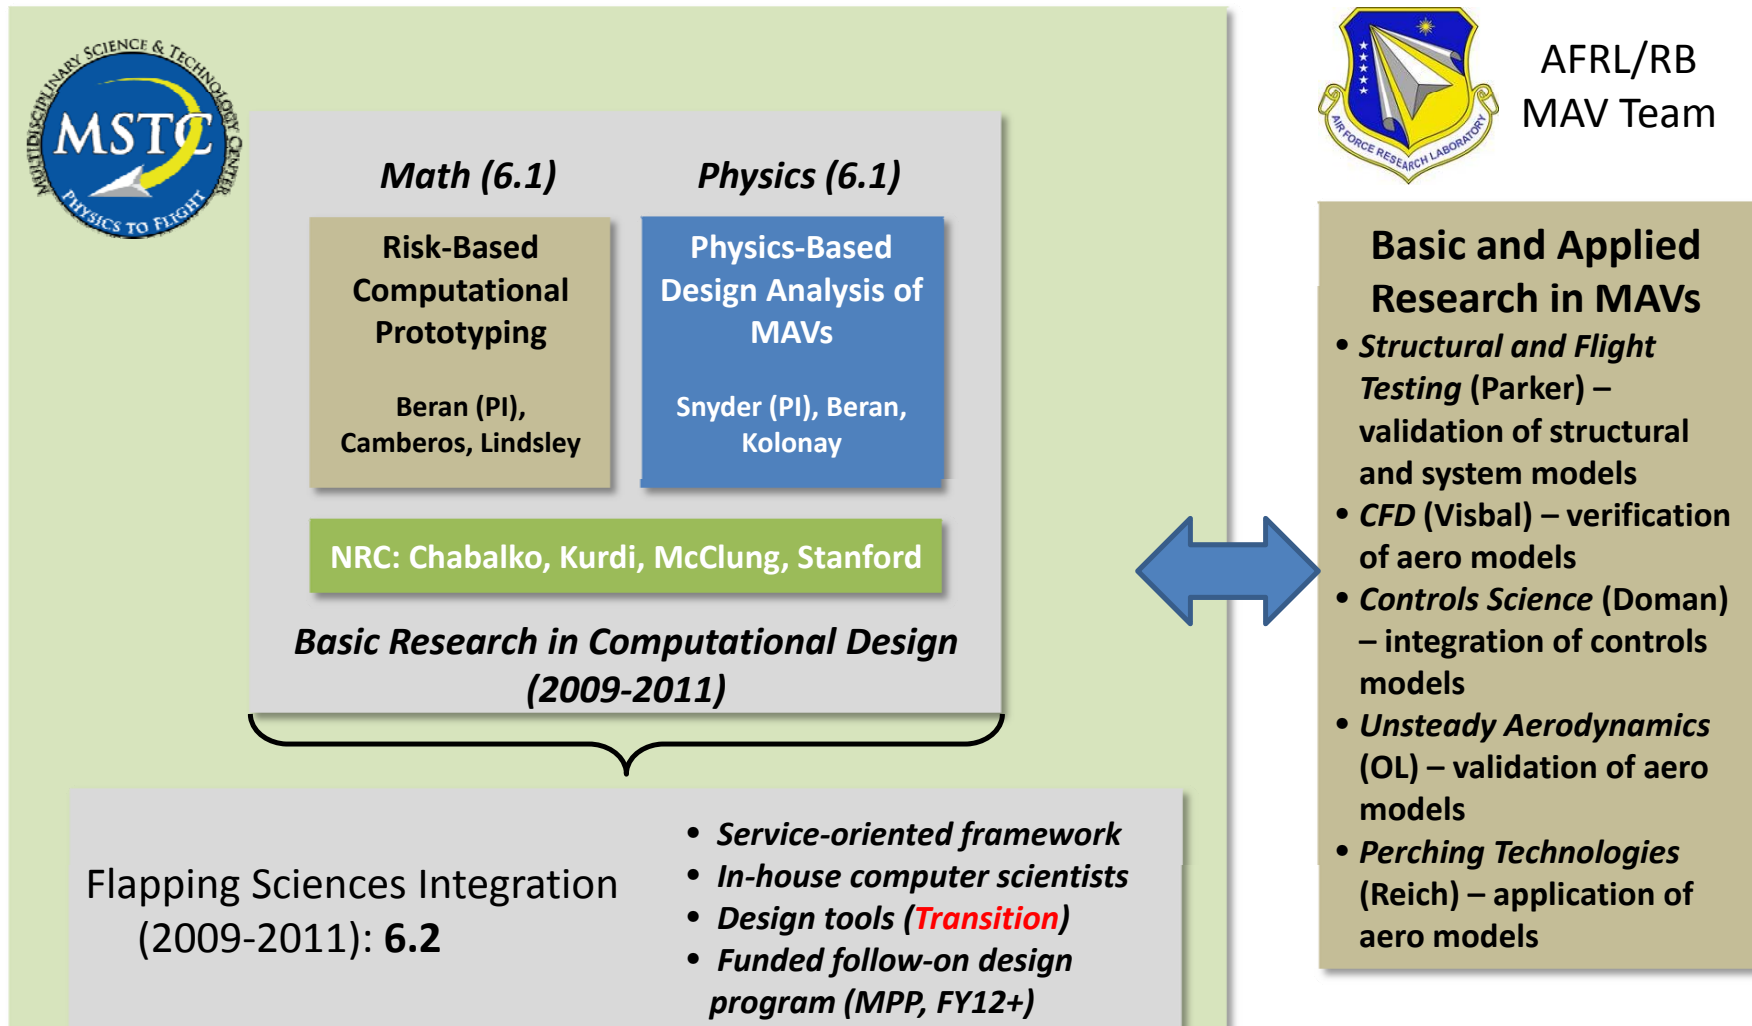 MULTIDISCIPLINARY SCIENCE & TECHNOLOGY CENTER
MSTC
PHYSICS TO FLIGHT
Math (6.1)
Physics (6.1)
Risk-Based
Computational
Prototyping
Beran (PI),
Camberos, Lindsley
Physics-Based
Design Analysis of
MAVs
Snyder (PI), Beran,
Kolonay
NRC: Chabalko, Kurdi, McClung, Stanford
Basic Research in Computational Design
(2009-2011)
Flapping Sciences Integration
(2009-2011): 6.2
• Service-oriented framework
• In-house computer scientists
• Design tools (Transition)
• Funded follow-on design
program (MPP, FY12+)
AIR FORCE RESEARCH LABORATORY
AFRL/RB
MAV Team
Basic and Applied
Research in MAVs
• Structural and Flight
Testing (Parker) –
validation of structural
and system models
• CFD (Visbal) – verification
of aero models
• Controls Science (Doman)
– integration of controls
models
• Unsteady Aerodynamics
(OL) – validation of aero
models
• Perching Technologies
(Reich) – application of
aero models